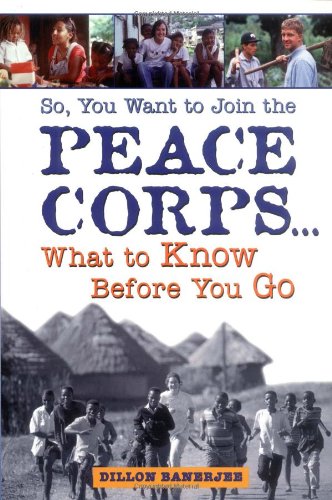 So, You Want to Join the
PEACE
CORPS...
What to Know
Before You Go
DILLON BANERJEE